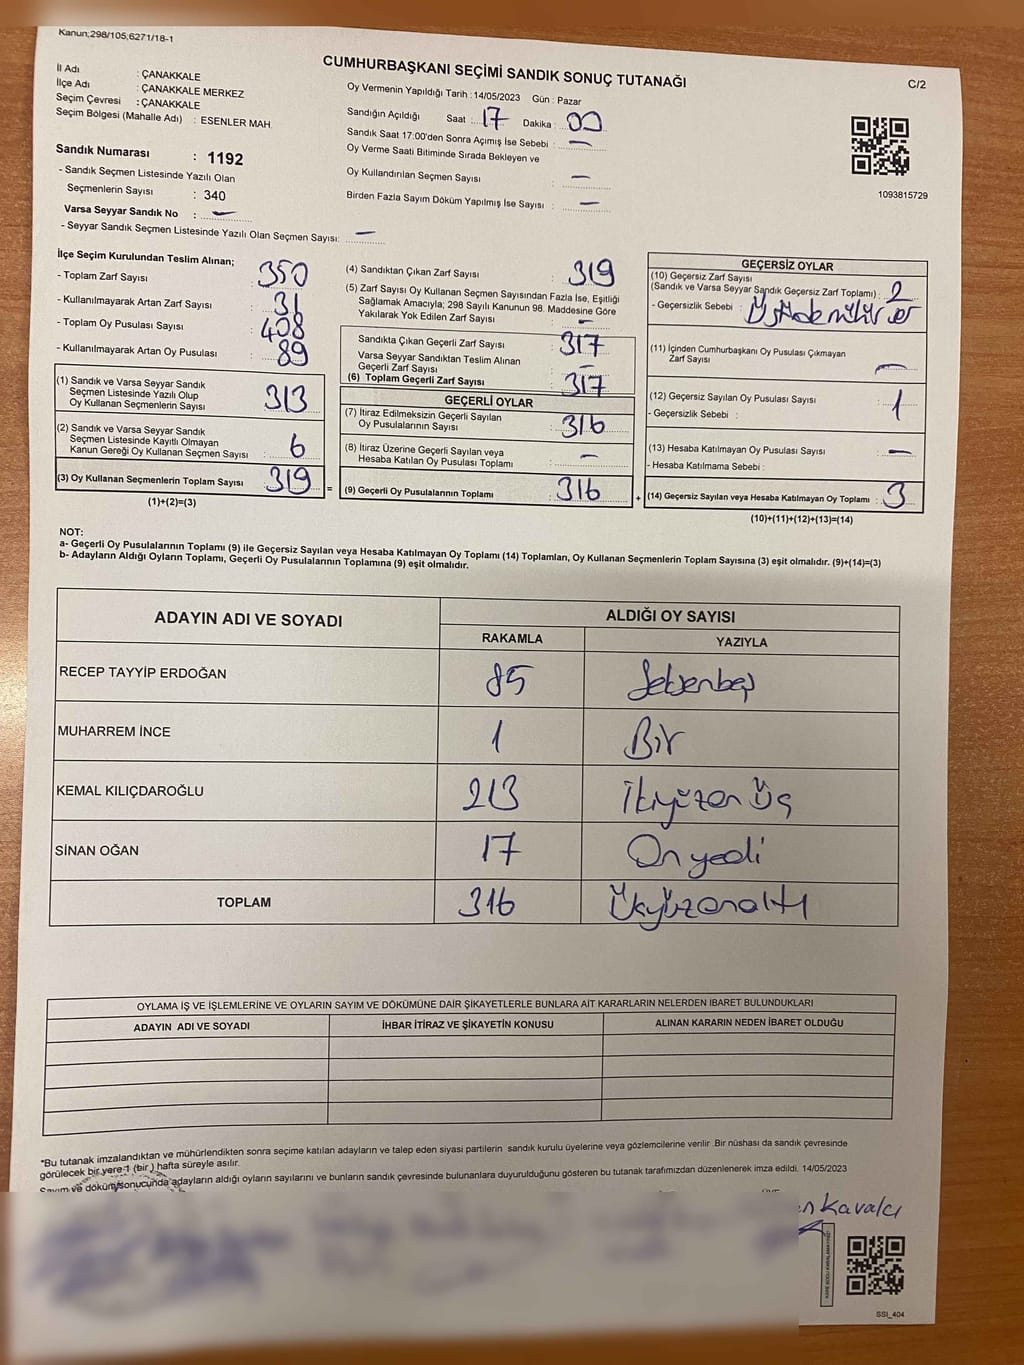 Kanun;298/105;6271/18-1
CUMHURBAŞKANI SEÇİMİ SANDIK SONUÇ TUTANAĞI
C/2
İl Adı : ÇANAKKALE
İlçe Adı : ÇANAKKALE MERKEZ
Seçim Çevresi : ÇANAKKALE
Seçim Bölgesi (Mahalle Adı) : ESENLER MAH.
Sandık Numarası : 1192
- Sandık Seçmen Listesinde Yazılı Olan
Seçmenlerin Sayısı : 340
Varsa Seyyar Sandık No : —
- Seyyar Sandık Seçmen Listesinde Yazılı Olan Seçmen Sayısı: —
Oy Vermenin Yapıldığı Tarih : 14/05/2023 Gün : Pazar
Sandığın Açıldığı Saat : 17 Dakika : 00
Sandık Saat 17:00'den Sonra Açımış İse Sebebi : —
Oy Verme Saati Bitiminde Sırada Bekleyen ve
Oy Kullandırılan Seçmen Sayısı : —
Birden Fazla Sayım Döküm Yapılmış İse Sayısı : —
1093815729
İlçe Seçim Kurulundan Teslim Alınan;
- Toplam Zarf Sayısı : 350
- Kullanılmayarak Artan Zarf Sayısı : 31
- Toplam Oy Pusulası Sayısı : 408
- Kullanılmayarak Artan Oy Pusulası : 89
(1) Sandık ve Varsa Seyyar Sandık
Seçmen Listesinde Yazılı Olup
Oy Kullanan Seçmenlerin Sayısı : 313
(2) Sandık ve Varsa Seyyar Sandık
Seçmen Listesinde Kayıtlı Olmayan
Kanun Gereği Oy Kullanan Seçmen Sayısı : 6
(3) Oy Kullanan Seçmenlerin Toplam Sayısı : 319
(1)+(2)=(3)
=
(4) Sandıktan Çıkan Zarf Sayısı : 319
(5) Zarf Sayısı Oy Kullanan Seçmen Sayısından Fazla İse, Eşitliği
Sağlamak Amacıyla; 298 Sayılı Kanunun 98. Maddesine Göre
Yakılarak Yok Edilen Zarf Sayısı : —
Sandıkta Çıkan Geçerli Zarf Sayısı : 317
Varsa Seyyar Sandıktan Teslim Alınan
Geçerli Zarf Sayısı : —
(6) Toplam Geçerli Zarf Sayısı : 317
GEÇERLİ OYLAR
(7) İtiraz Edilmeksizin Geçerli Sayılan
Oy Pusulalarının Sayısı : 316
(8) İtiraz Üzerine Geçerli Sayılan veya
Hesaba Katılan Oy Pusulası Toplamı : —
(9) Geçerli Oy Pusulalarının Toplamı : 316
+
GEÇERSİZ OYLAR
(10) Geçersiz Zarf Sayısı
(Sandık ve Varsa Seyyar Sandık Geçersiz Zarf Toplamı) : 2
- Geçersizlik Sebebi :
(11) İçinden Cumhurbaşkanı Oy Pusulası Çıkmayan
Zarf Sayısı : —
(12) Geçersiz Sayılan Oy Pusulası Sayısı : 1
- Geçersizlik Sebebi :
(13) Hesaba Katılmayan Oy Pusulası Sayısı : —
- Hesaba Katılmama Sebebi :
(14) Geçersiz Sayılan veya Hesaba Katılmayan Oy Toplamı : 3
(10)+(11)+(12)+(13)=(14)
NOT:
a- Geçerli Oy Pusulalarının Toplamı (9) ile Geçersiz Sayılan veya Hesaba Katılmayan Oy Toplamı (14) Toplamları, Oy Kullanan Seçmenlerin Toplam Sayısına (3) eşit olmalıdır. (9)+(14)=(3)
b- Adayların Aldığı Oyların Toplamı, Geçerli Oy Pusulalarının Toplamına (9) eşit olmalıdır.
ADAYIN ADI VE SOYADI ALDIĞI OY SAYISI
RAKAMLA YAZIYLA
RECEP TAYYİP ERDOĞAN 85 Seksenbeş
MUHARREM İNCE 1 Bir
KEMAL KILIÇDAROĞLU 213 İkiyüzon Üç
SİNAN OĞAN 17 On yedi
TOPLAM 316 Üçyüzonaltı
OYLAMA İŞ VE İŞLEMLERİNE VE OYLARIN SAYIM VE DÖKÜMÜNE DAİR ŞİKAYETLERLE BUNLARA AİT KARARLARIN NELERDEN İBARET BULUNDUKLARI
ADAYIN ADI VE SOYADI İHBAR İTİRAZ VE ŞİKAYETİN KONUSU ALINAN KARARIN NEDEN İBARET OLDUĞU
*Bu tutanak imzalandıktan ve mühürlendikten sonra seçime katılan adayların ve talep eden siyasi partilerin sandık kurulu üyelerine veya gözlemcilerine verilir .Bir nüshası da sandık çevresinde
görülecek bir yere 1 (bir ) hafta süreyle asılır.
Sayım ve döküm sonucunda adayların aldığı oyların sayılarını ve bunların sandık çevresinde bulunanlara duyurulduğunu gösteren bu tutanak tarafımızdan düzenlenerek imza edildi. 14/05/2023
Kavalcı
SSI_404